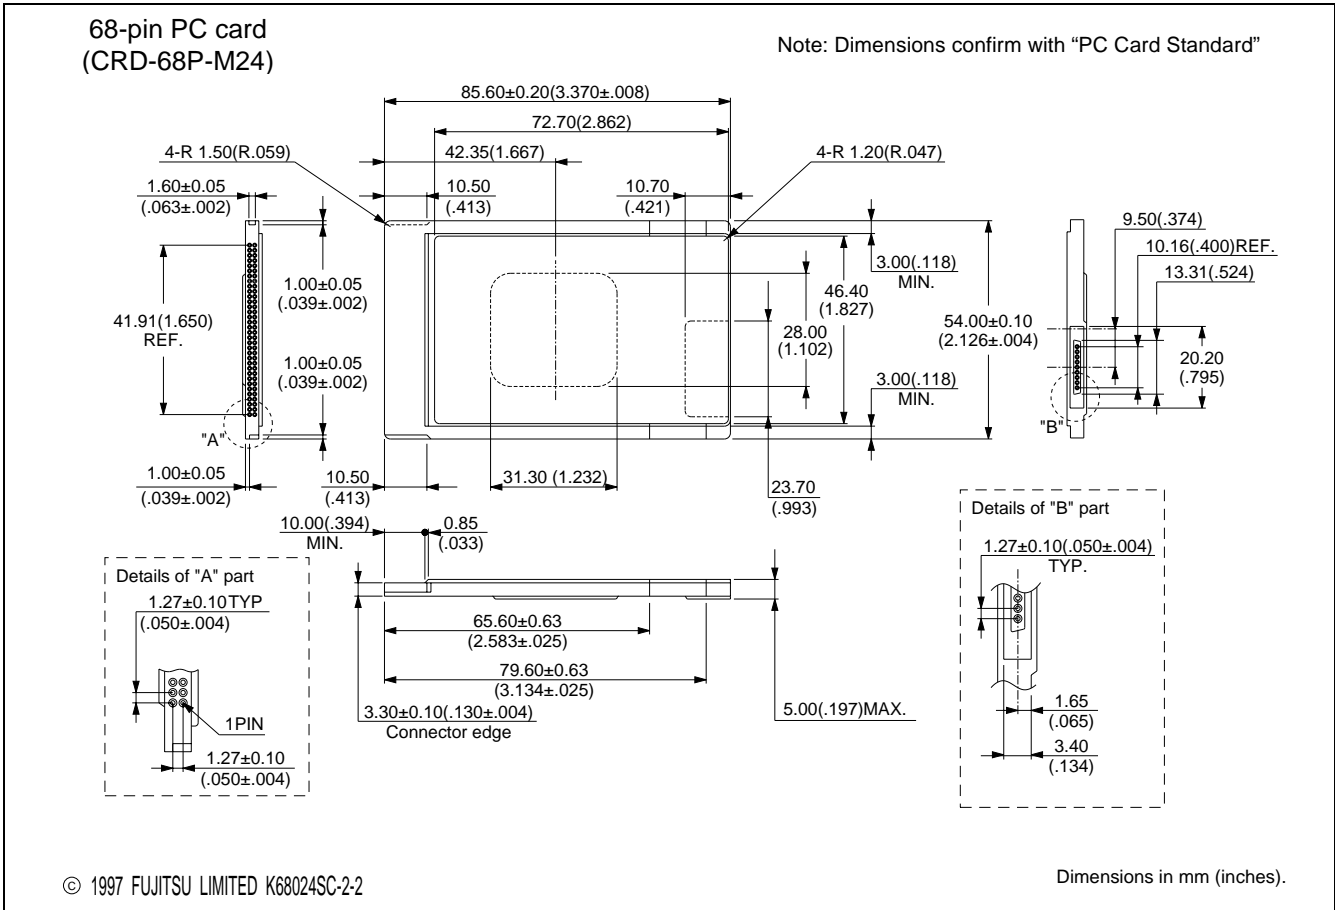 68-pin PC card
(CRD-68P-M24)
Note: Dimensions confirm with “PC Card Standard”
85.60±0.20(3.370±.008)
72.70(2.862)
4-R 1.50(R.059)
42.35(1.667)
4-R 1.20(R.047)
1.60±0.05
(.063±.002)
10.50
(.413)
10.70
(.421)
9.50(.374)
10.16(.400)REF.
13.31(.524)
3.00(.118)
MIN.
1.00±0.05
(.039±.002)
46.40
(1.827)
41.91(1.650)
REF.
28.00
(1.102)
54.00±0.10
(2.126±.004)
20.20
(.795)
1.00±0.05
(.039±.002)
3.00(.118)
MIN.
"A"
"B"
1.00±0.05
(.039±.002)
10.50
(.413)
31.30 (1.232)
23.70
(.993)
10.00(.394)
MIN.
0.85
(.033)
Details of "A" part
1.27±0.10 TYP
(.050±.004)
1PIN
1.27±0.10
(.050±.004)
65.60±0.63
(2.583±.025)
79.60±0.63
(3.134±.025)
3.30±0.10(.130±.004)
Connector edge
5.00(.197)MAX.
Details of "B" part
1.27±0.10(.050±.004)
TYP.
1.65
(.065)
3.40
(.134)
© 1997 FUJITSU LIMITED K68024SC-2-2
Dimensions in mm (inches).